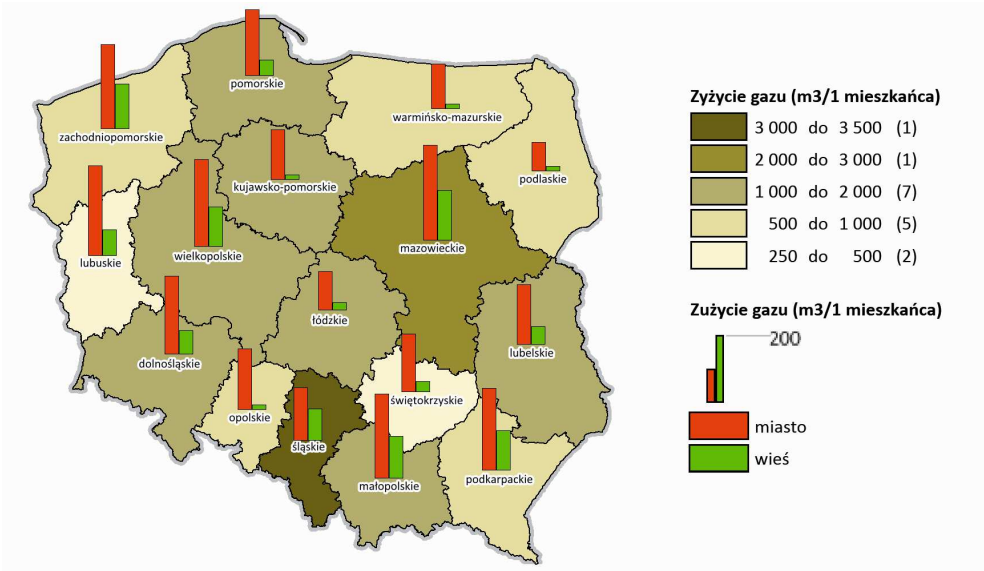 pomorskie
zachodniopomorskie
warmińsko-mazurskie
kujawsko-pomorskie
podlaskie
mazowieckie
wielkopolskie
lubuskie
łódzkie
lubelskie
dolnośląskie
świętokrzyskie
opolskie
śląskie
małopolskie
podkarpackie
Zyżycie gazu (m3/1 mieszkańca)
3 000 do 3 500 (1)
2 000 do 3 000 (1)
1 000 do 2 000 (7)
500 do 1 000 (5)
250 do 500 (2)
Zużycie gazu (m3/1 mieszkańca)
200
miasto
wieś